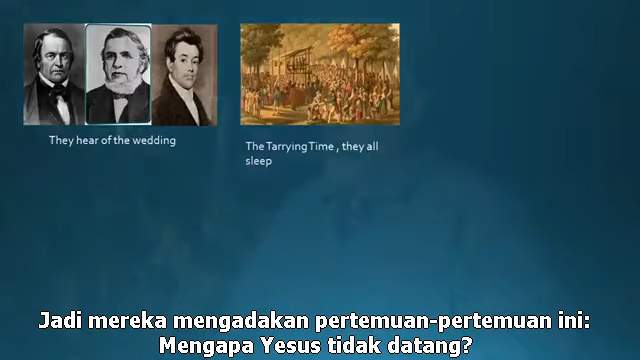 They hear of the wedding
The Tarrying Time , they all
sleep
Jadi mereka mengadakan pertemuan-pertemuan ini:
Mengapa Yesus tidak datang?